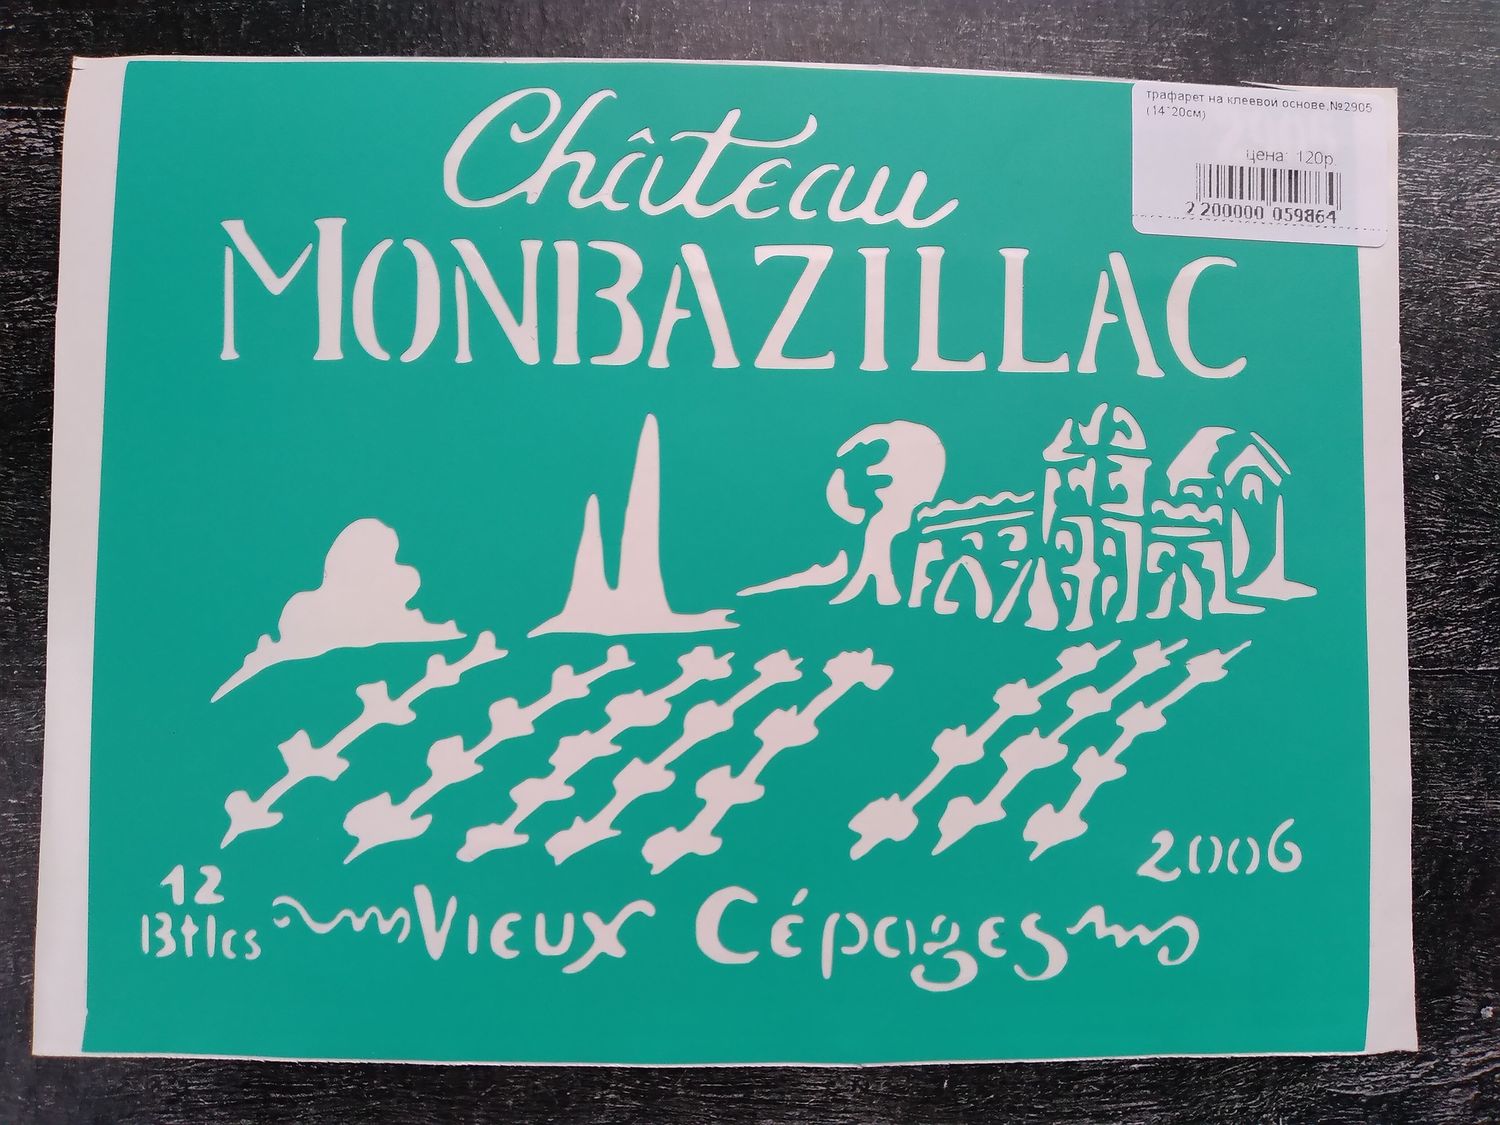 трафарет на клеевой основе,№2905
(14*20см)
цена: 120р
2 200000 059864
Château
MONBAZILLAC
2006
12
Btles
Vieux Cépages